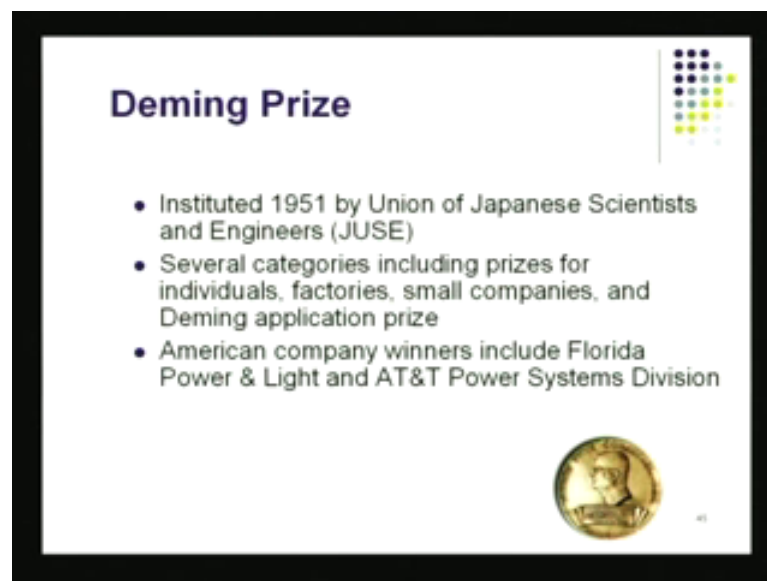 Deming Prize
• Instituted 1951 by Union of Japanese Scientists
and Engineers (JUSE)
• Several categories including prizes for
individuals, factories, small companies, and
Deming application prize
• American company winners include Florida
Power & Light and AT&T Power Systems Division